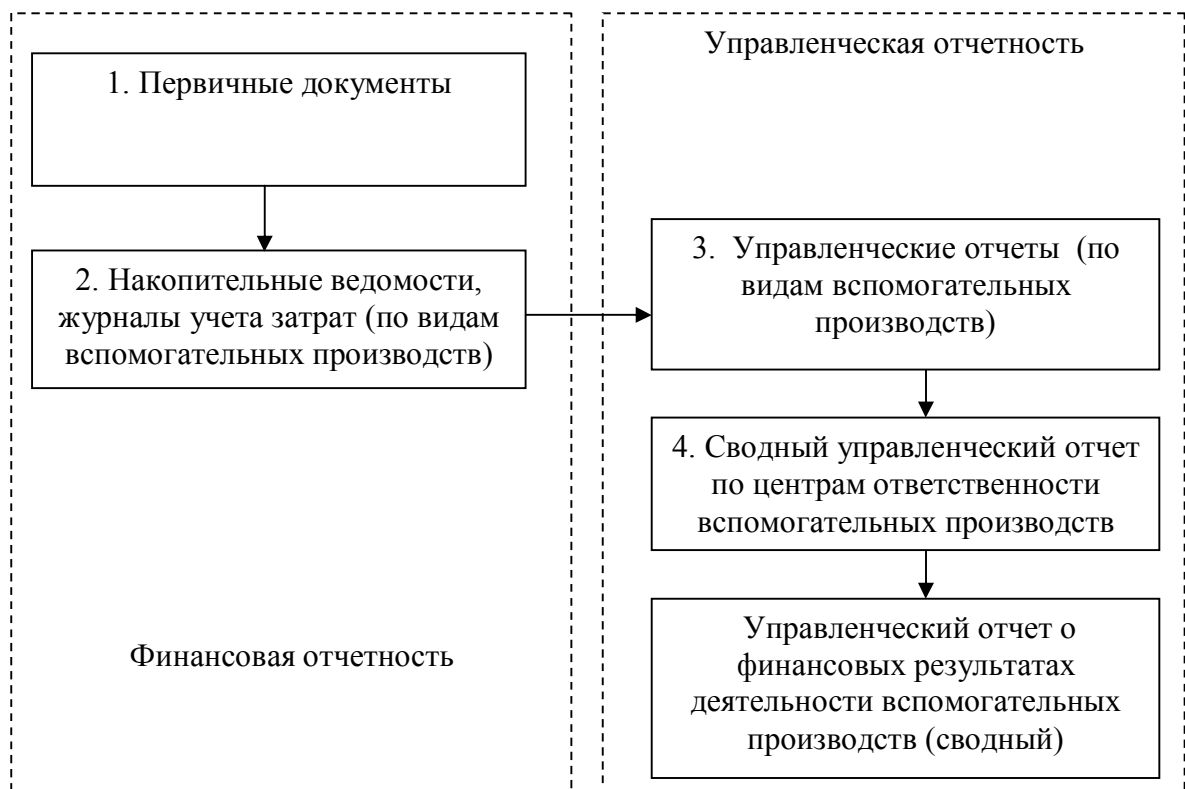 1. Первичные документы
2. Накопительные ведомости,
журналы учета затрат (по видам
вспомогательных производств)
Финансовая отчетность
Управленческая отчетность
3. Управленческие отчеты (по
видам вспомогательных
производств)
4. Сводный управленческий отчет
по центрам ответственности
вспомогательных производств
Управленческий отчет о
финансовых результатах
деятельности вспомогательных
производств (сводный)